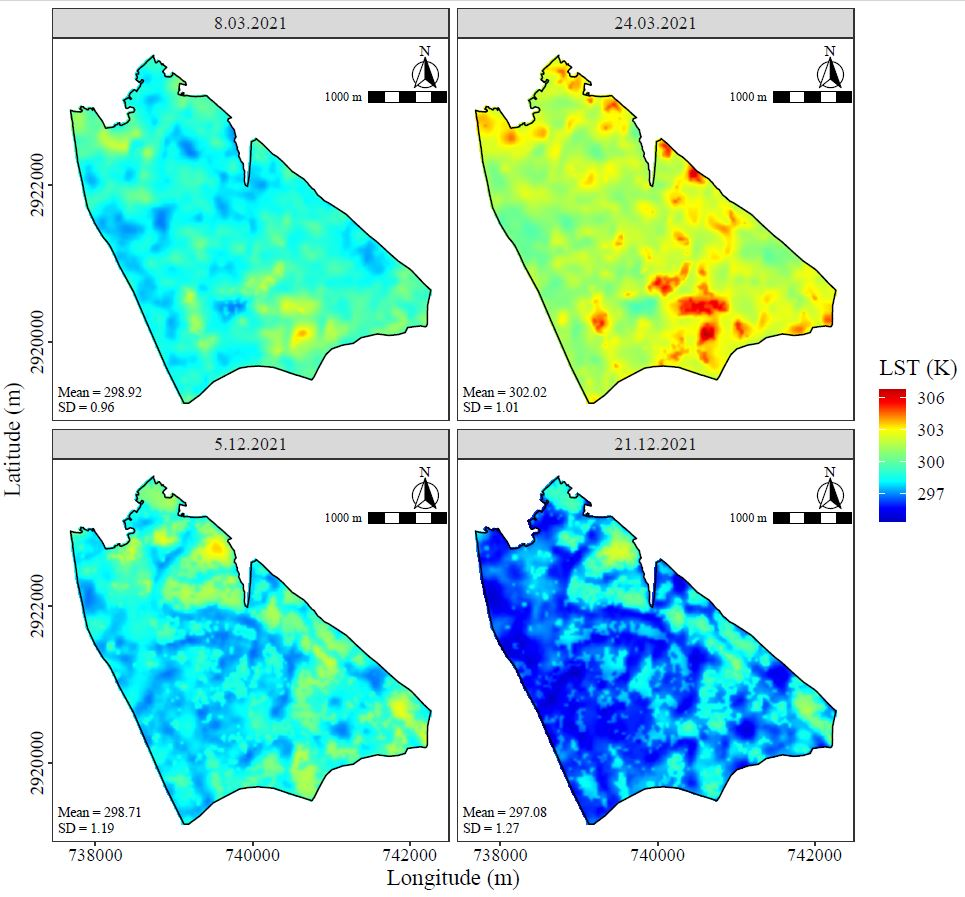 8.03.2021
24.03.2021
N
1000 m
N
1000 m
2922000
2920000
Mean = 298.92
SD = 0.96
Mean = 302.02
SD = 1.01
LST (K)
306
303
300
297
Latitude (m)
5.12.2021
21.12.2021
N
1000 m
N
1000 m
2922000
2920000
Mean = 298.71
SD = 1.19
Mean = 297.08
SD = 1.27
738000
740000
742000
738000
740000
742000
Longitude (m)